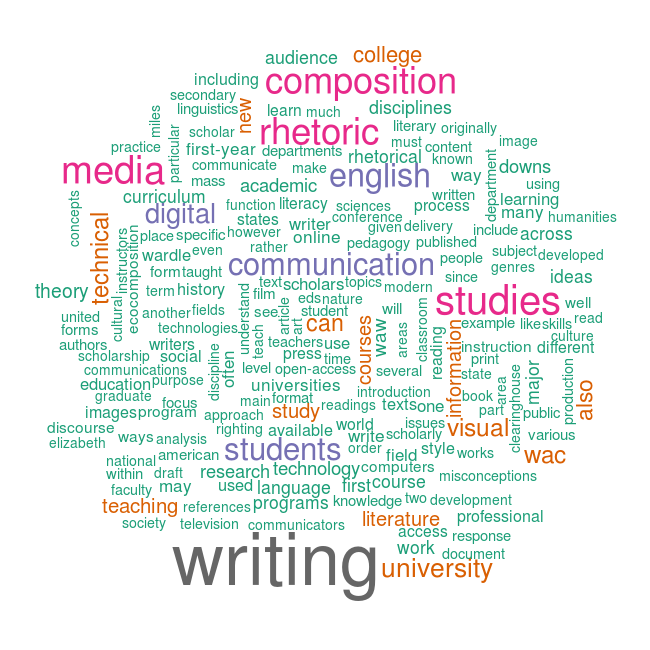 audience college
including composition
secondary
linguistics new learn much disciplines
miles particular scholar rhetoric literary originally
practice first-year departments rhetorical must content image
media communicate make english known department downs
mass academic way using
concepts curriculum function literacy sciences written learning
digital states writer conference process many humanities
technical instructors ecocomposition place specific however online given delivery include across
wardle even rather pedagogy published subject developed
form taught communication people genres
theory cultural term history text scholars topics modern since studies ideas
united another fields understand film eds nature
forms technologies see article student will well
authors writers teach art can courses waw areas classroom reading information example like skills read
scholarship social discipline often teachers use instruction different culture
communications press time print
education purpose level open-access several state major production also
graduate universities introduction book area
images program focus main format readings texts one part clearinghouse public
approach study issues
discourse righting available world visual various
elizabeth ways analysis students write scholarly
american order style works wac
national research technology field computers
within draft misconceptions
faculty may used language first course
teaching references programs knowledge two development
society television communicators literature professional
access response
writing work document
university